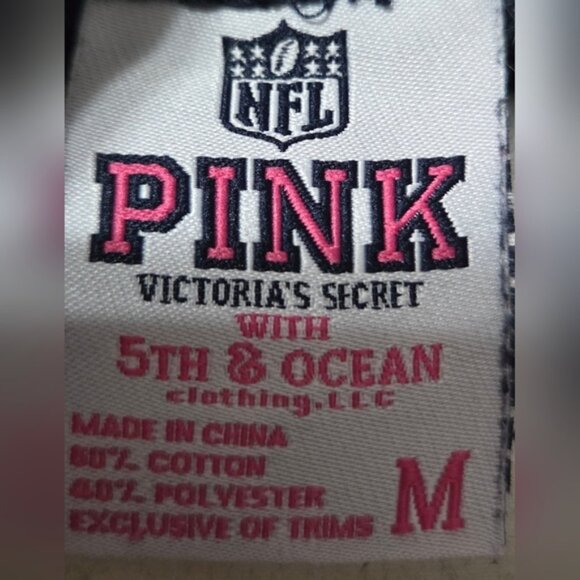 NFL
PINK
VICTORIA'S SECRET
WITH
5TH & OCEAN
clothing, LLC
MADE IN CHINA
60% COTTON
40% POLYESTER
EXCLUSIVE OF TRIMS
M